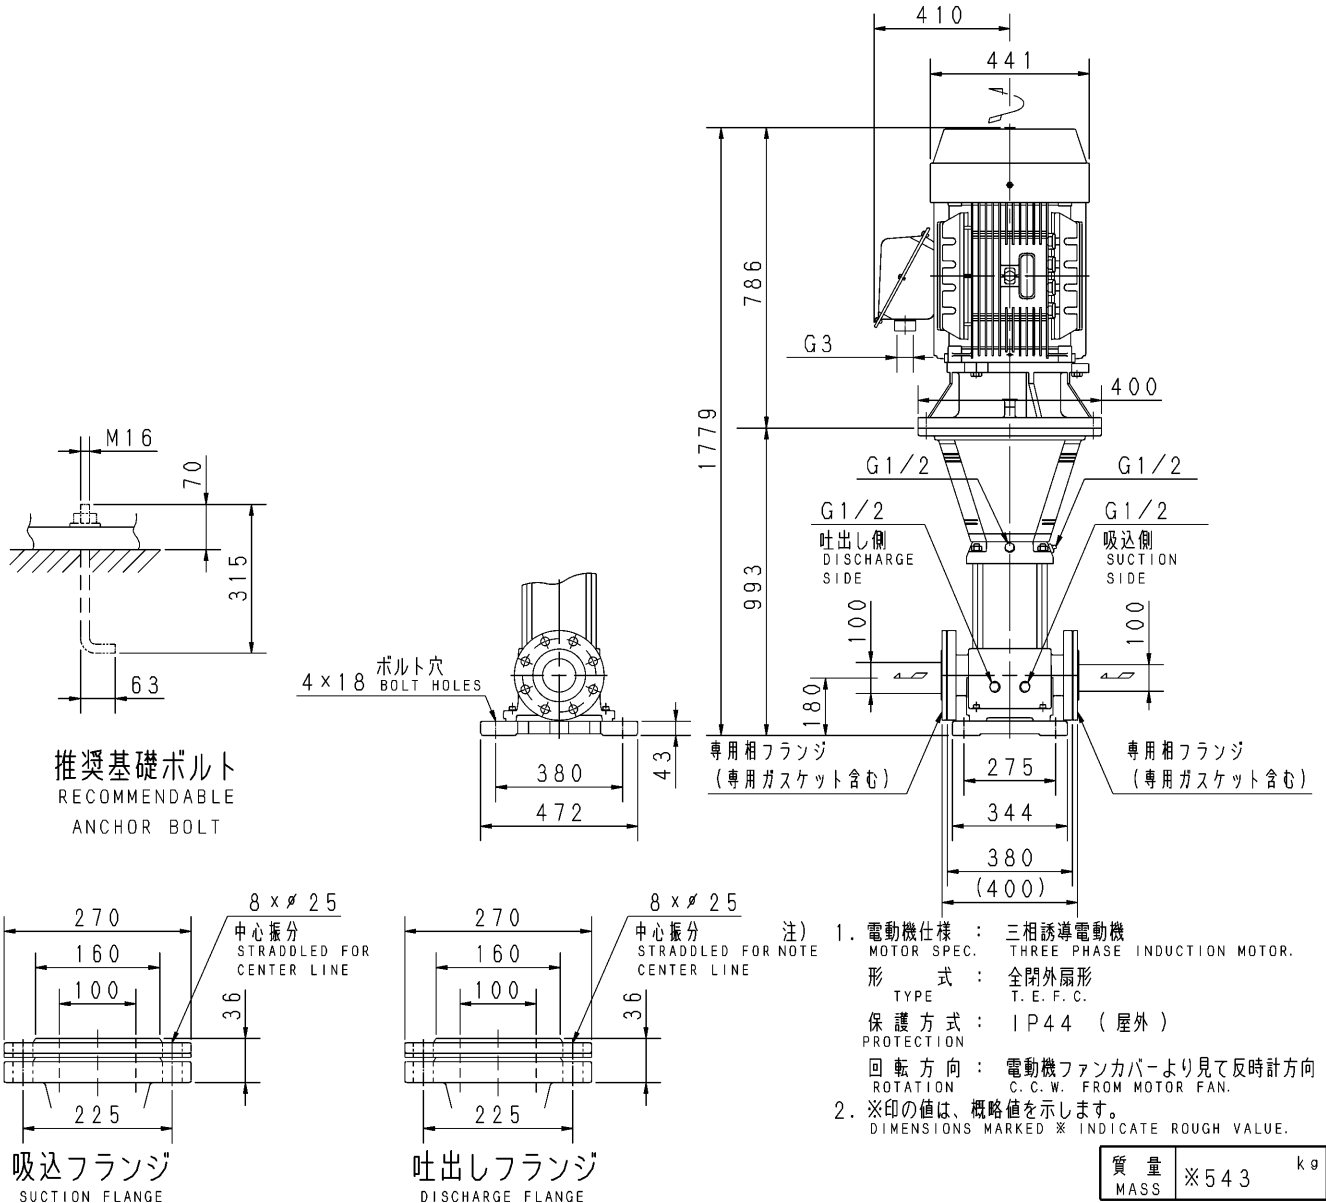 410
441
786
1779
G3
400
993
G1/2
G1/2
G1/2
吐出し側
DISCHARGE
SIDE
G1/2
吸込側
SUCTION
SIDE
100
100
180
専用相フランジ
(専用ガスケット含む)
専用相フランジ
(専用ガスケット含む)
275
344
380
(400)
M16
70
315
63
推奨基礎ボルト
RECOMMENDABLE
ANCHOR BOLT
ボルト穴
4×18 BOLT HOLES
43
380
472
270
160
100
36
225
8×ø25
中心振分
STRADDLED FOR
CENTER LINE
吸込フランジ
SUCTION FLANGE
270
160
100
36
225
8×ø25
中心振分
STRADDLED FOR
CENTER LINE
吐出しフランジ
DISCHARGE FLANGE
注)
NOTE
1. 電動機仕様 : 三相誘導電動機
MOTOR SPEC. THREE PHASE INDUCTION MOTOR.
形 式 : 全閉外扇形
TYPE T.E.F.C.
保護方式 : IP44 (屋外)
PROTECTION
回転方向 : 電動機ファンカバーより見て反時計方向
ROTATION C.C.W. FROM MOTOR FAN.
2. ※印の値は、概略値を示します。
DIMENSIONS MARKED ※ INDICATE ROUGH VALUE.
質量 ※543 kg
MASS